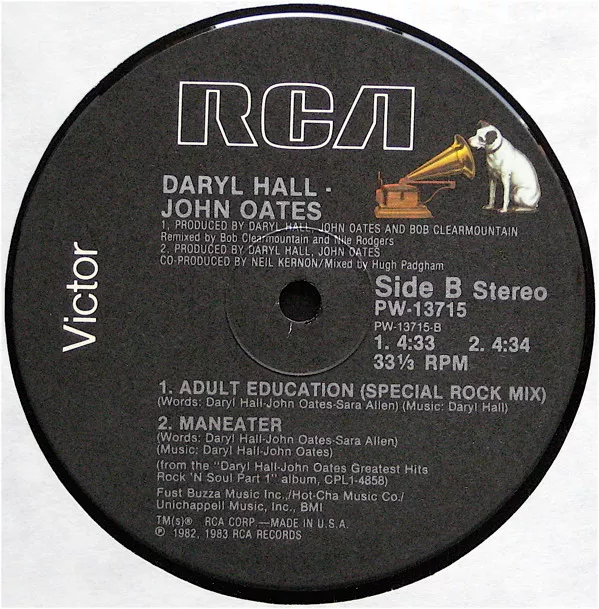 RCA
Victor
DARYL HALL -
JOHN OATES
1, PRODUCED BY DARYL HALL, JOHN OATES AND BOB CLEARMOUNTAIN
Remixed by Bob Clearmountain and Nile Rodgers
2. PRODUCED BY DARYL HALL, JOHN OATES
CO-PRODUCED BY NEIL KERNON/Mixed by Hugh Padgham
Side B Stereo
PW-13715
PW-13715-B
1. 4:33 2. 4:34
33⅓ RPM
1. ADULT EDUCATION (SPECIAL ROCK MIX)
(Words: Daryl Hall-John Oates-Sara Allen) (Music: Daryl Hall)
2. MANEATER
(Words: Daryl Hall-John Oates-Sara Allen)
(Music: Daryl Hall-John Oates)
(from the "Daryl Hall-John Oates Greatest Hits
Rock 'N Soul Part 1" album, CPL1-4858)
Fust Buzza Music Inc./Hot-Cha Music Co./
Unichappell Music, Inc., BMI
TM(s)® RCA CORP.—MADE IN U.S.A.
℗ 1982, 1983 RCA RECORDS